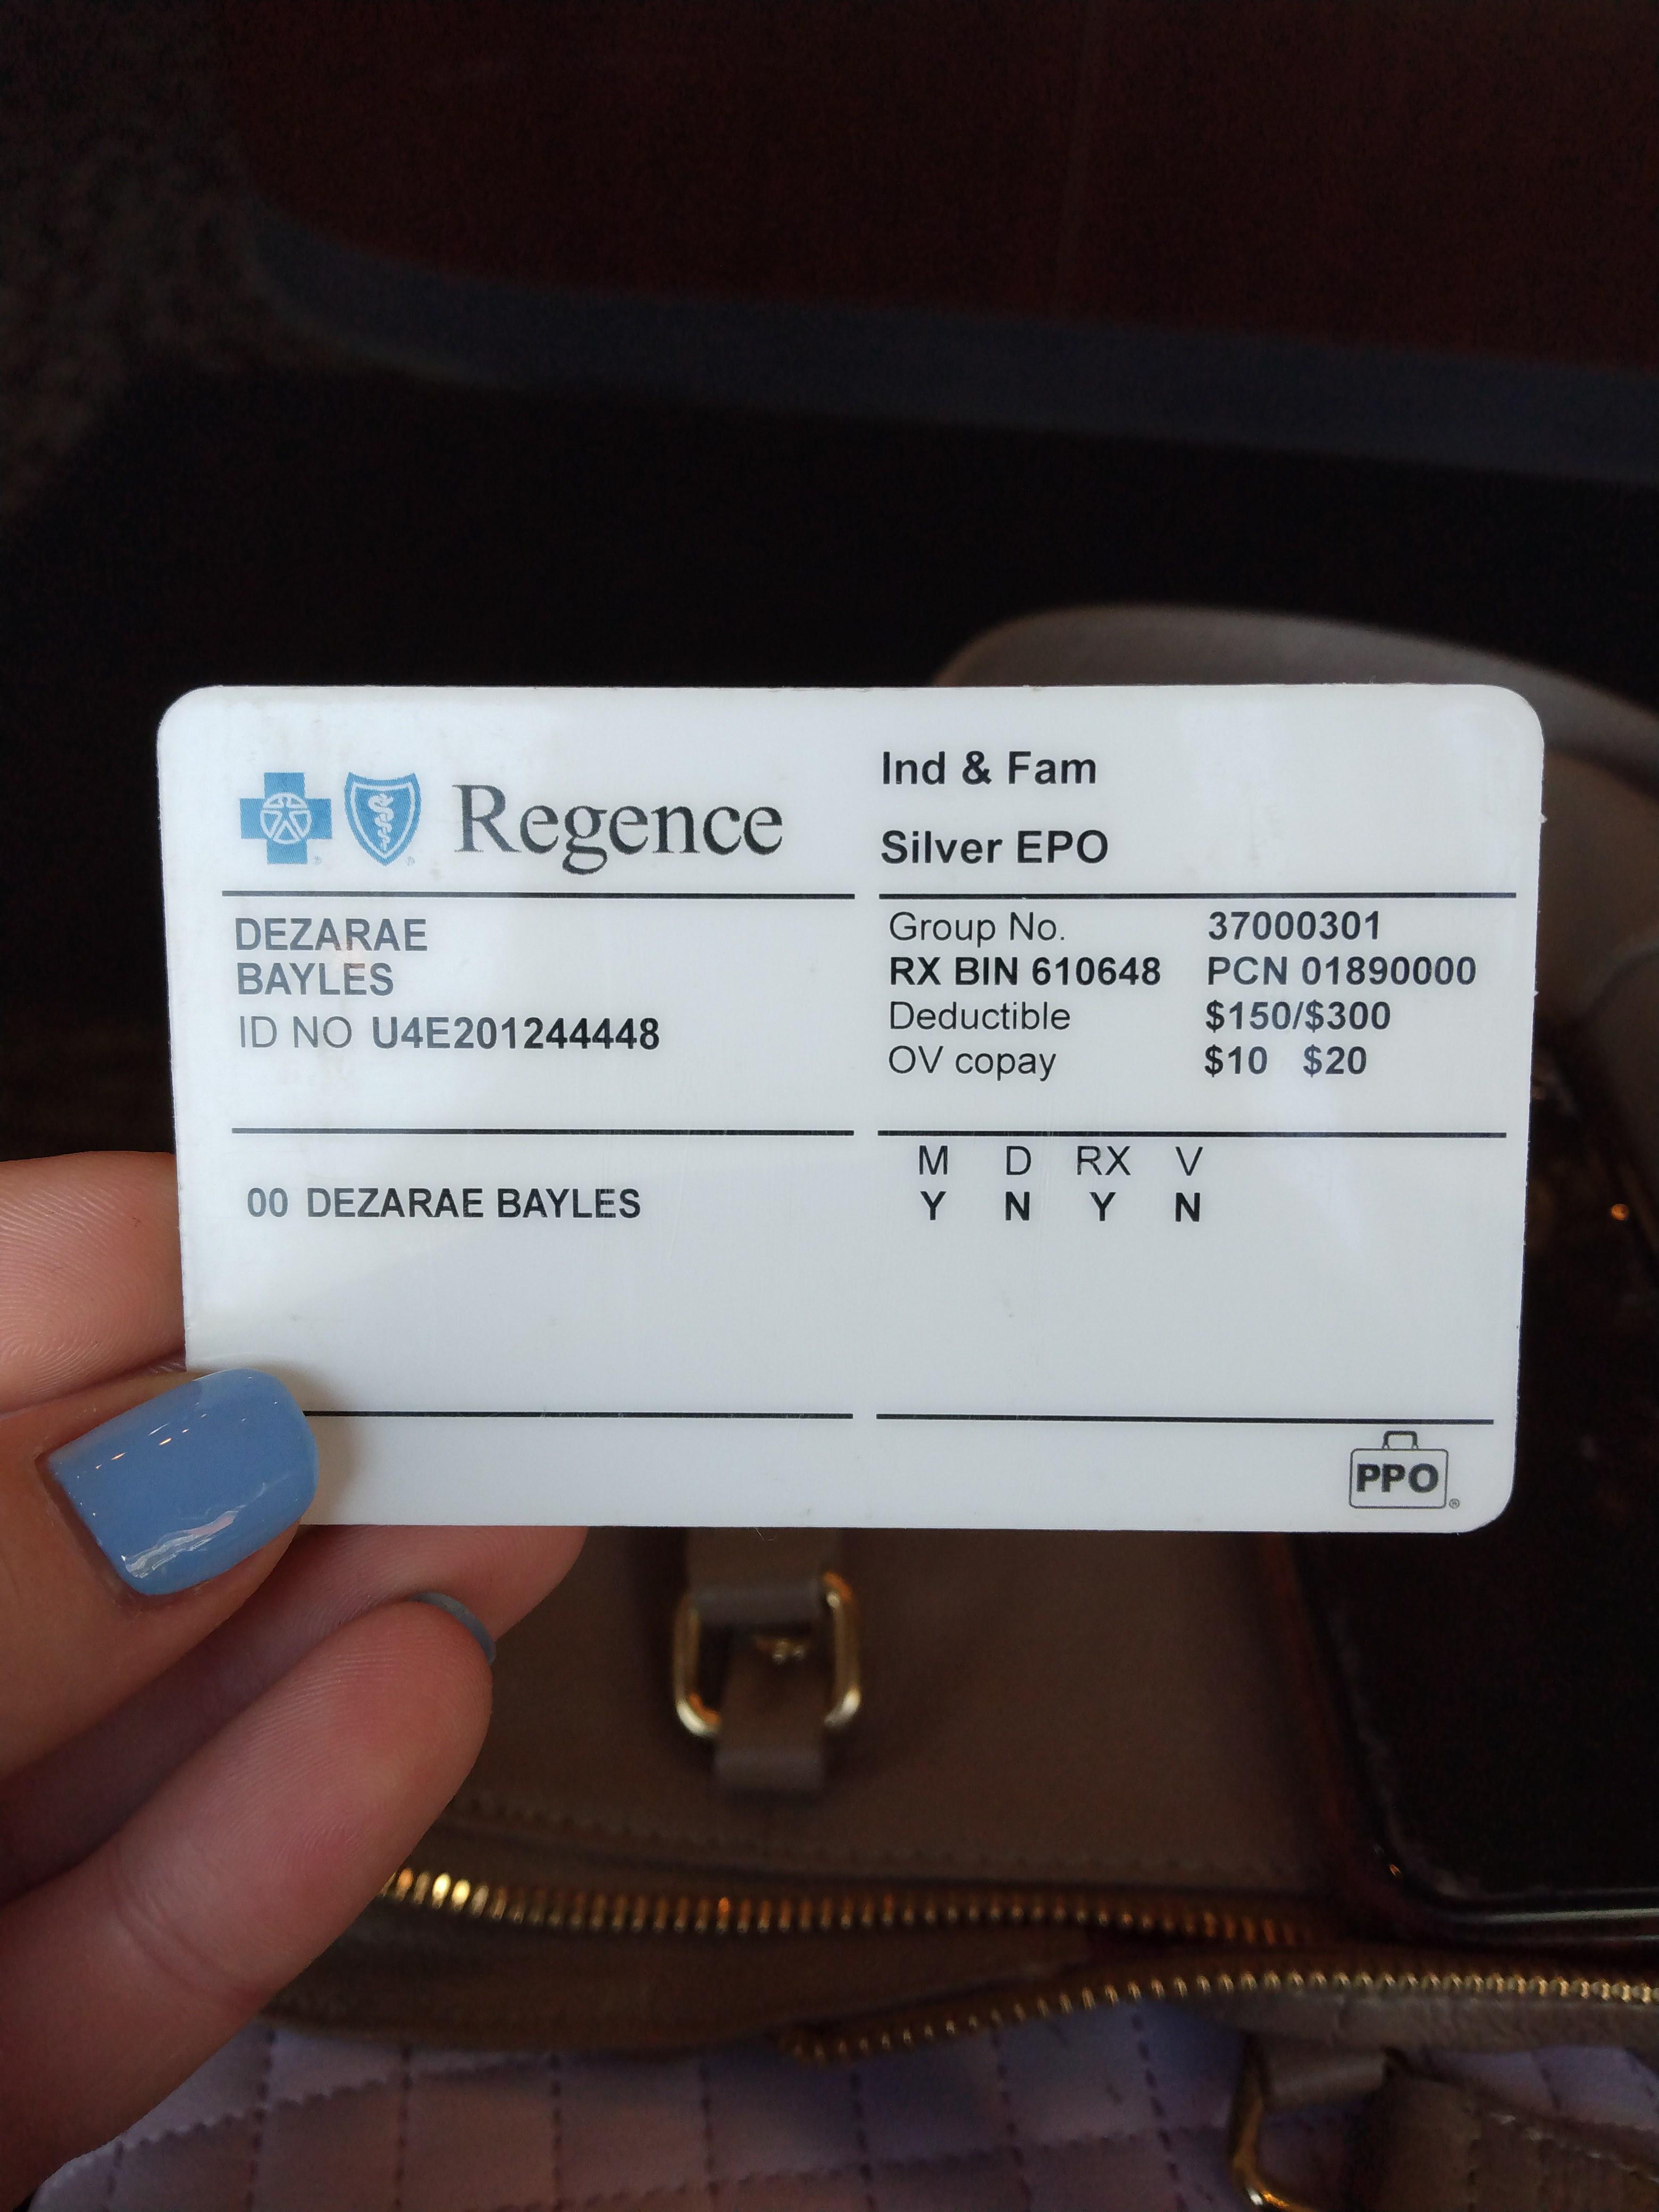 Regence
Ind & Fam
Silver EPO
DEZARAE
BAYLES
ID NO U4E201244448
Group No. 37000301
RX BIN 610648 PCN 01890000
Deductible $150/$300
OV copay $10 $20
00 DEZARAE BAYLES
M D RX V
Y N Y N
PPO